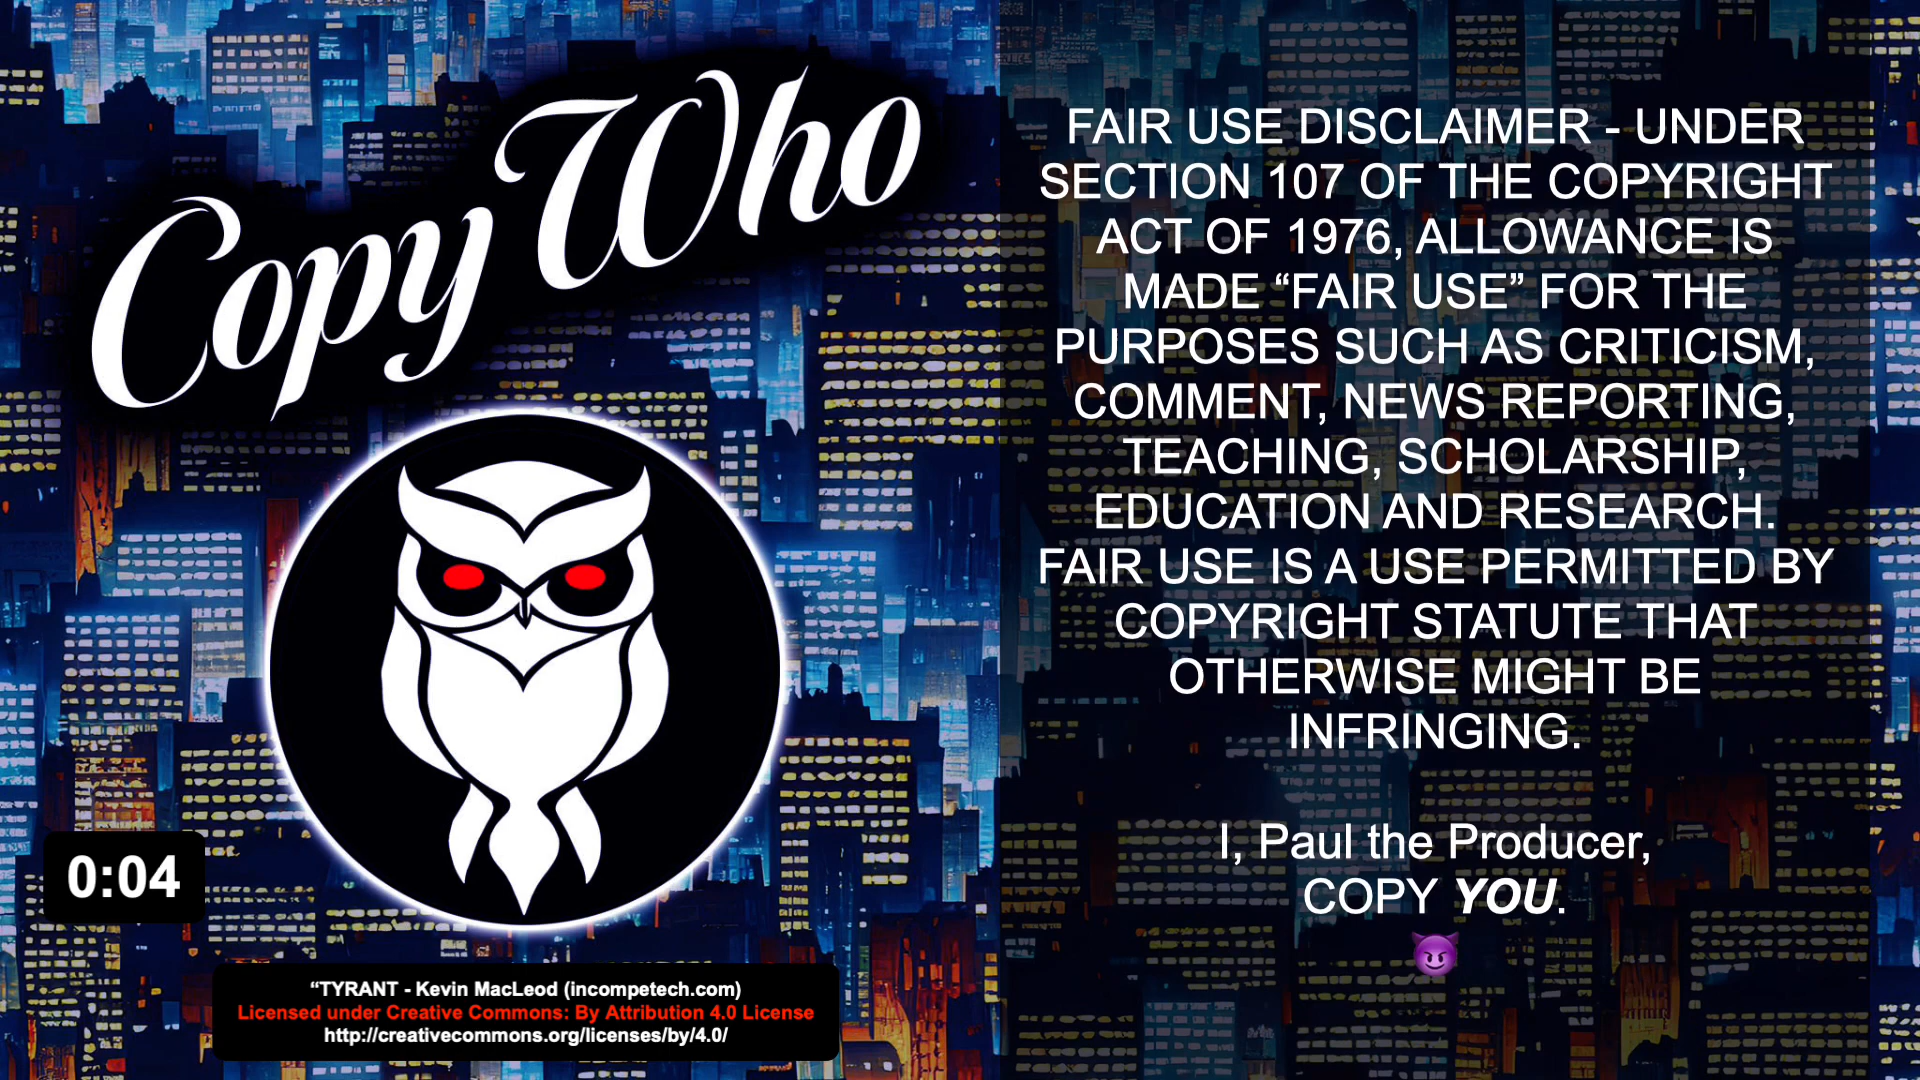 Copy Who
FAIR USE DISCLAIMER - UNDER
SECTION 107 OF THE COPYRIGHT
ACT OF 1976, ALLOWANCE IS
MADE “FAIR USE” FOR THE
PURPOSES SUCH AS CRITICISM,
COMMENT, NEWS REPORTING,
TEACHING, SCHOLARSHIP,
EDUCATION AND RESEARCH.
FAIR USE IS A USE PERMITTED BY
COPYRIGHT STATUTE THAT
OTHERWISE MIGHT BE
INFRINGING.
I, Paul the Producer,
COPY YOU.
😈
0:04
“TYRANT - Kevin MacLeod (incompetech.com)
Licensed under Creative Commons: By Attribution 4.0 License
http://creativecommons.org/licenses/by/4.0/